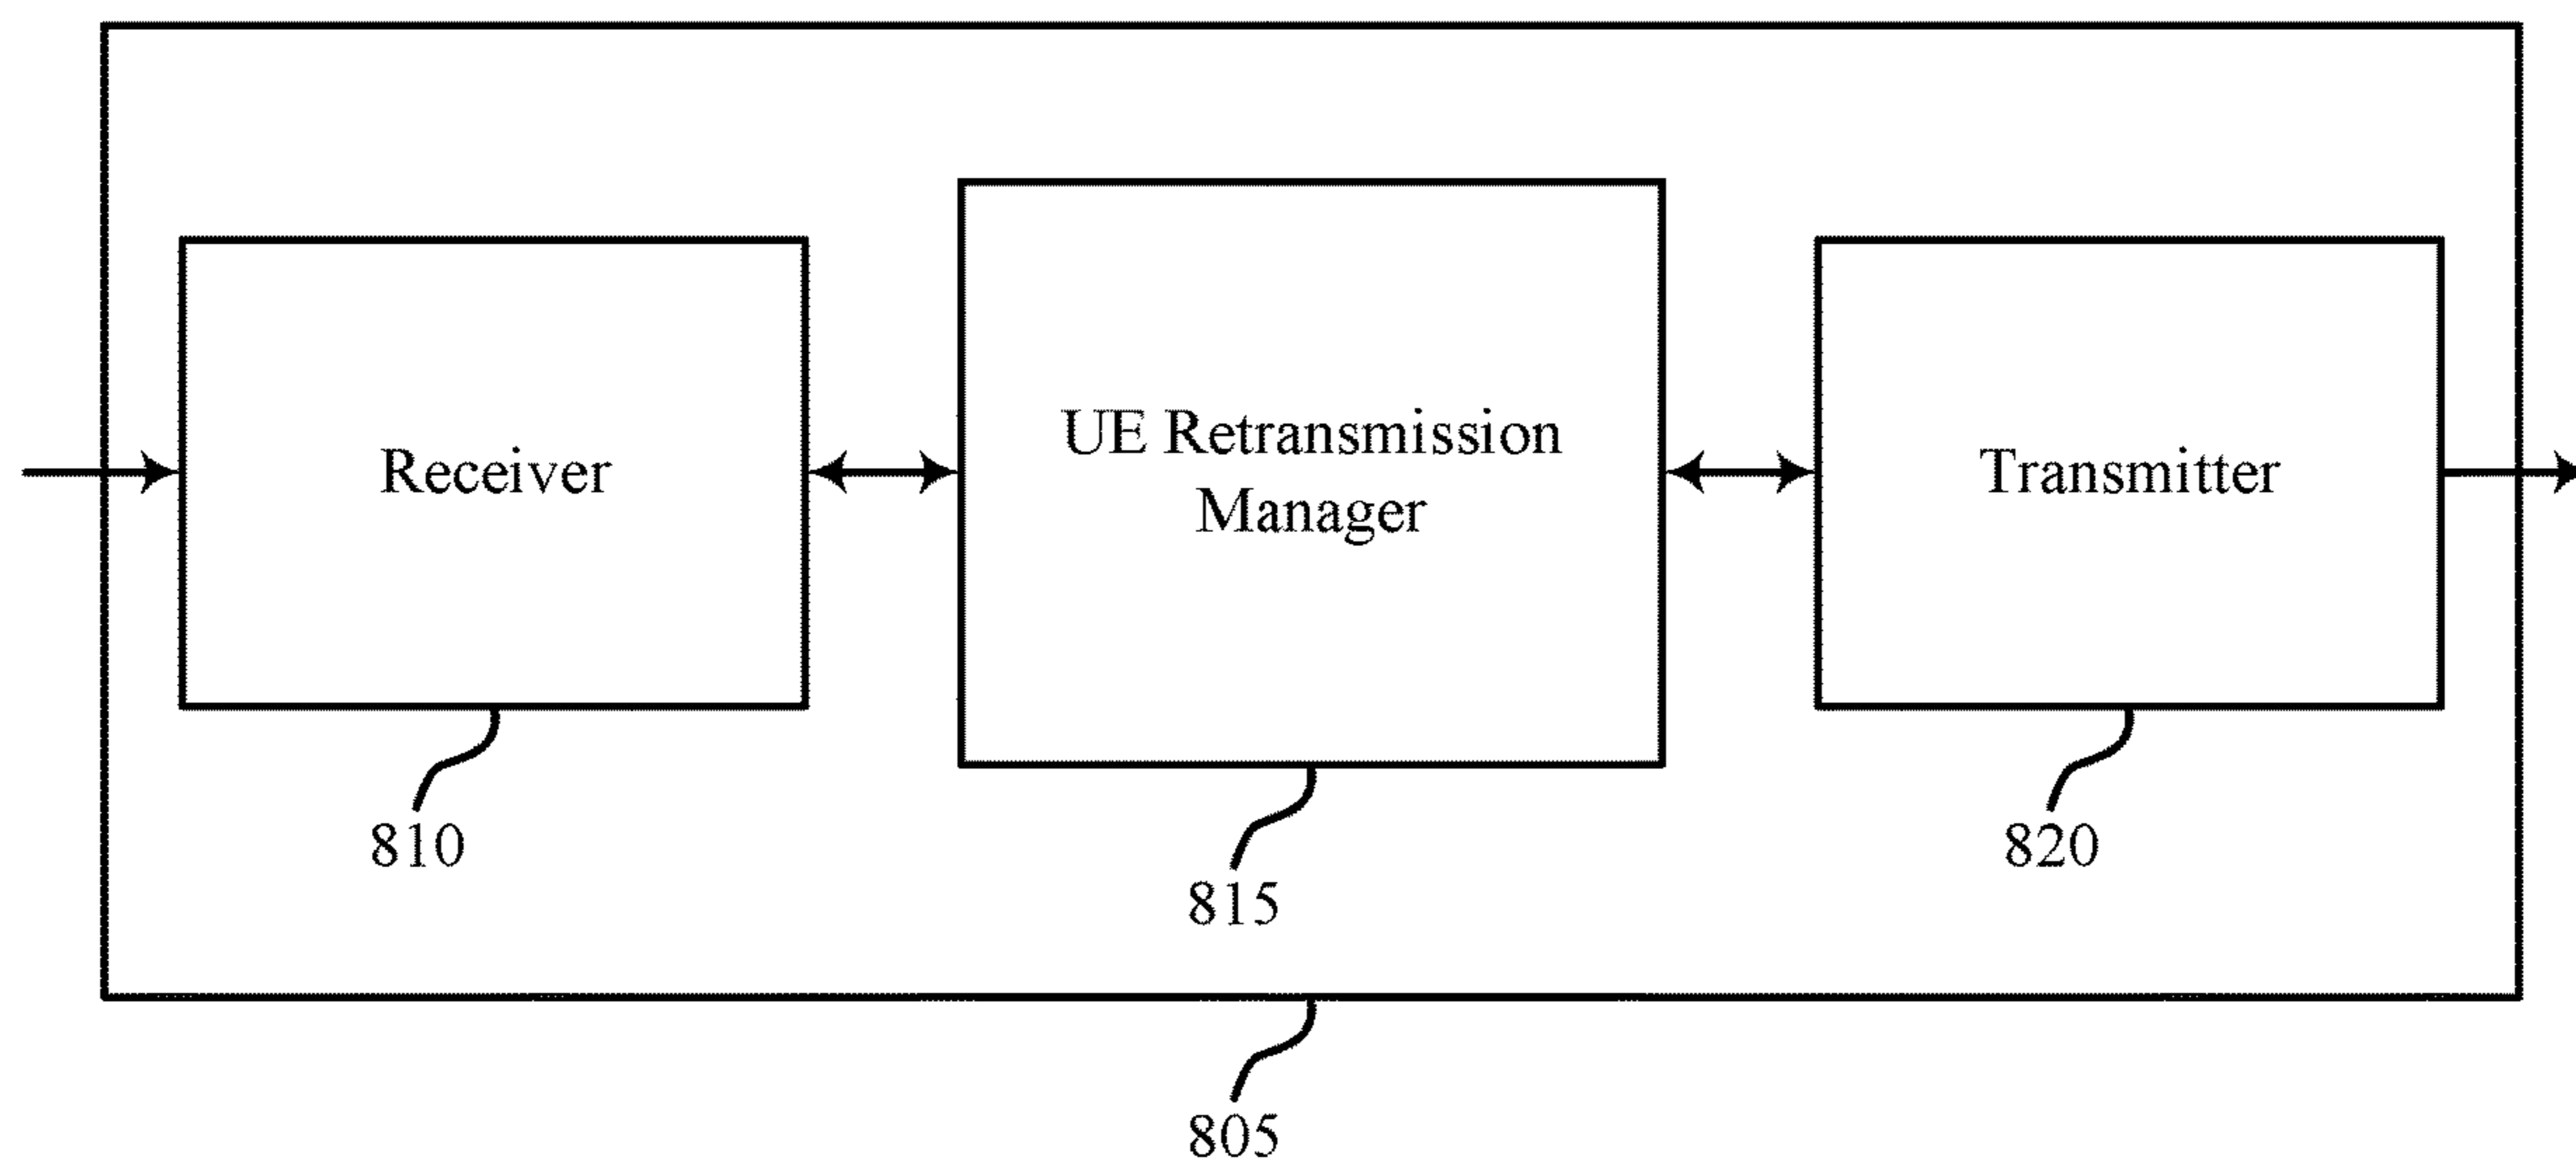 Receiver
UE Retransmission
Manager
Transmitter
810
815
820
805